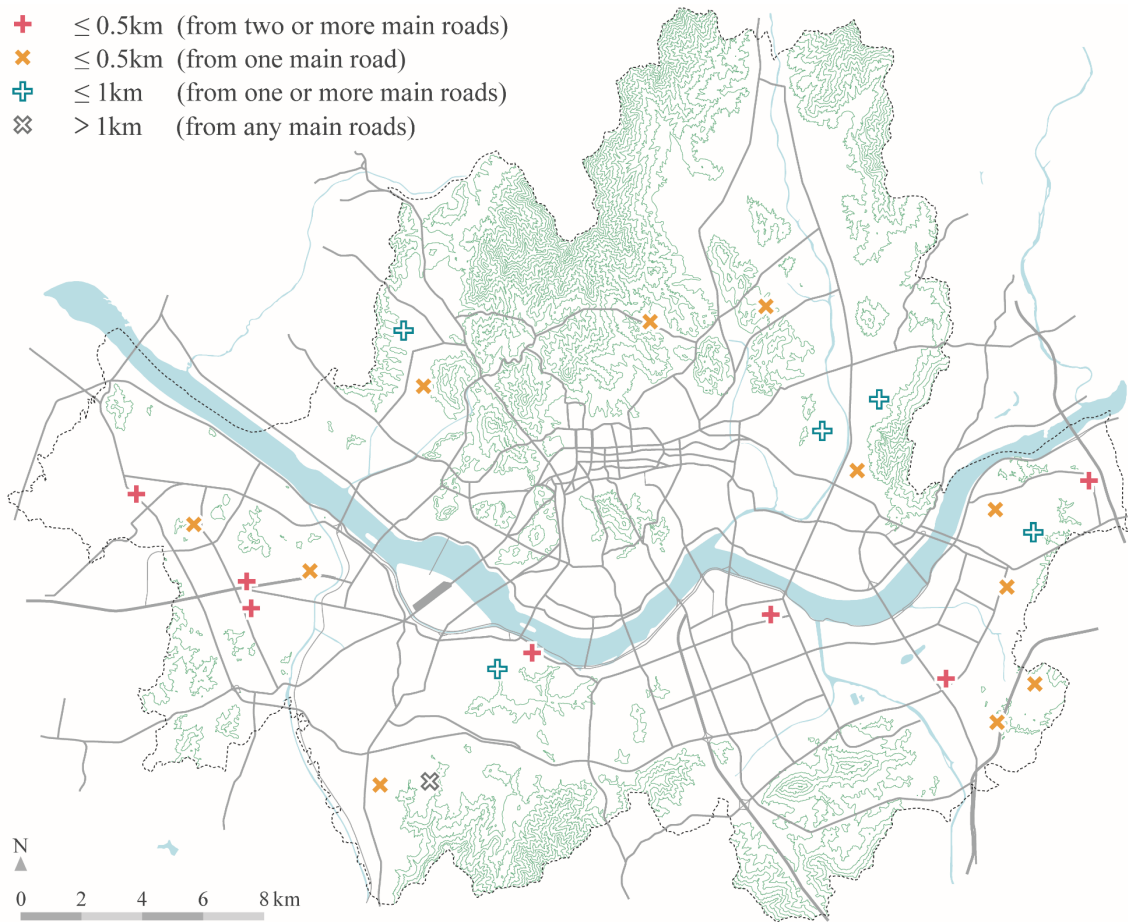 ≤ 0.5km (from two or more main roads)
≤ 0.5km (from one main road)
≤ 1km (from one or more main roads)
> 1km (from any main roads)
N
0 2 4 6 8 km